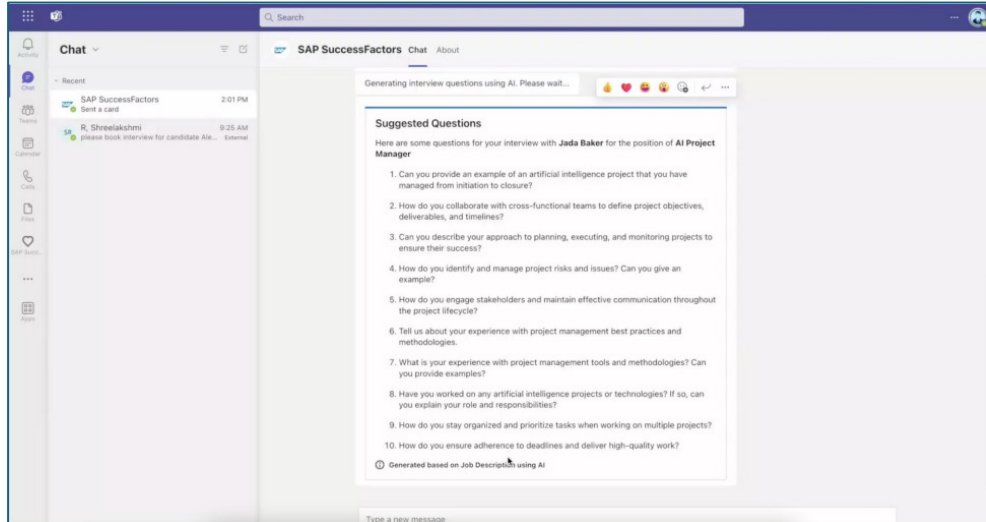 Search
Activity
Chat
Teams
Calendar
Calls
Files
SAP Succ...
Apps
Chat
Recent
SAP SuccessFactors 2:01 PM
Sent a card
SR R, Shreelakshmi 9:25 AM
please book interview for candidate Ale... External
SAP SuccessFactors Chat About
Generating interview questions using AI. Please wait...
Suggested Questions
Here are some questions for your interview with Jada Baker for the position of AI Project
Manager
1. Can you provide an example of an artificial intelligence project that you have
managed from initiation to closure?
2. How do you collaborate with cross-functional teams to define project objectives,
deliverables, and timelines?
3. Can you describe your approach to planning, executing, and monitoring projects to
ensure their success?
4. How do you identify and manage project risks and issues? Can you give an
example?
5. How do you engage stakeholders and maintain effective communication throughout
the project lifecycle?
6. Tell us about your experience with project management best practices and
methodologies.
7. What is your experience with project management tools and methodologies? Can
you provide examples?
8. Have you worked on any artificial intelligence projects or technologies? If so, can
you explain your role and responsibilities?
9. How do you stay organized and prioritize tasks when working on multiple projects?
10. How do you ensure adherence to deadlines and deliver high-quality work?
Generated based on Job Description using AI
Type a new message